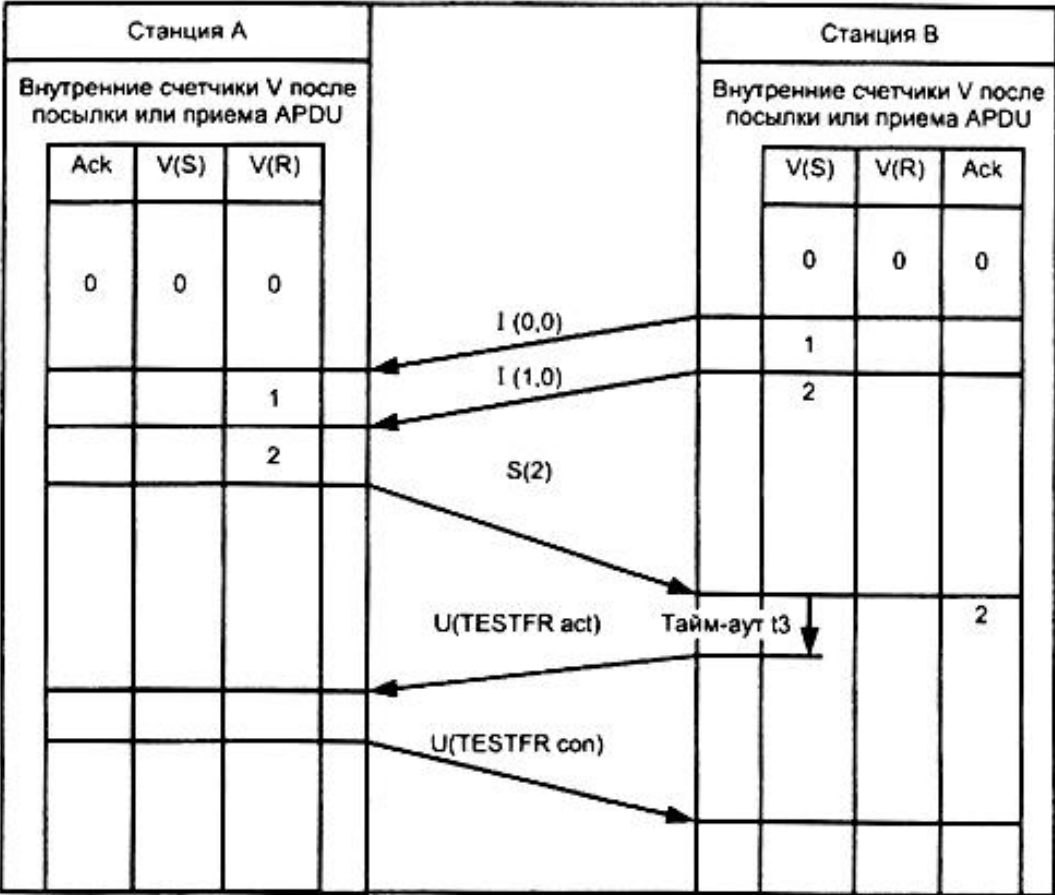 Станция А
Станция В
Внутренние счетчики V после
посылки или приема APDU
Внутренние счетчики V после
посылки или приема APDU
Ack V(S) V(R)
V(S) V(R) Ack
0 0 0
0 0 0
I (0,0)
1
I (1,0)
1
2
2
S(2)
U(TESTFR act)
Тайм-аут t3
2
U(TESTFR con)